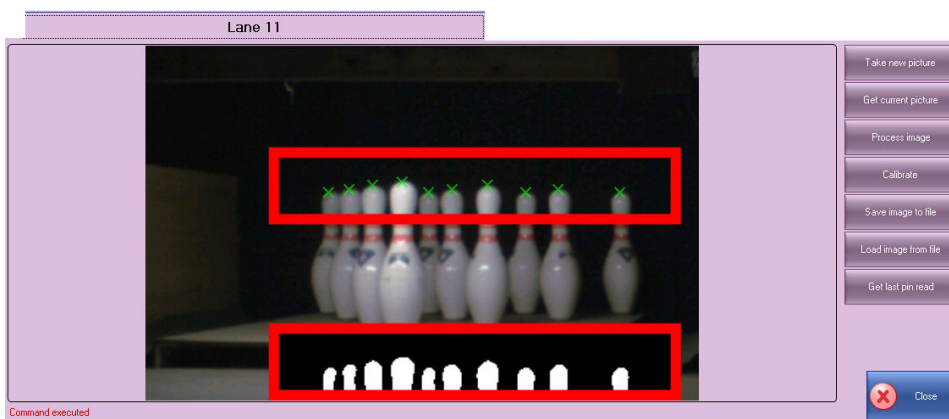 Lane 11
Take new picture
Get current picture
Process image
Calibrate
Save image to file
Load image from file
Get last pin read
Close
Command executed